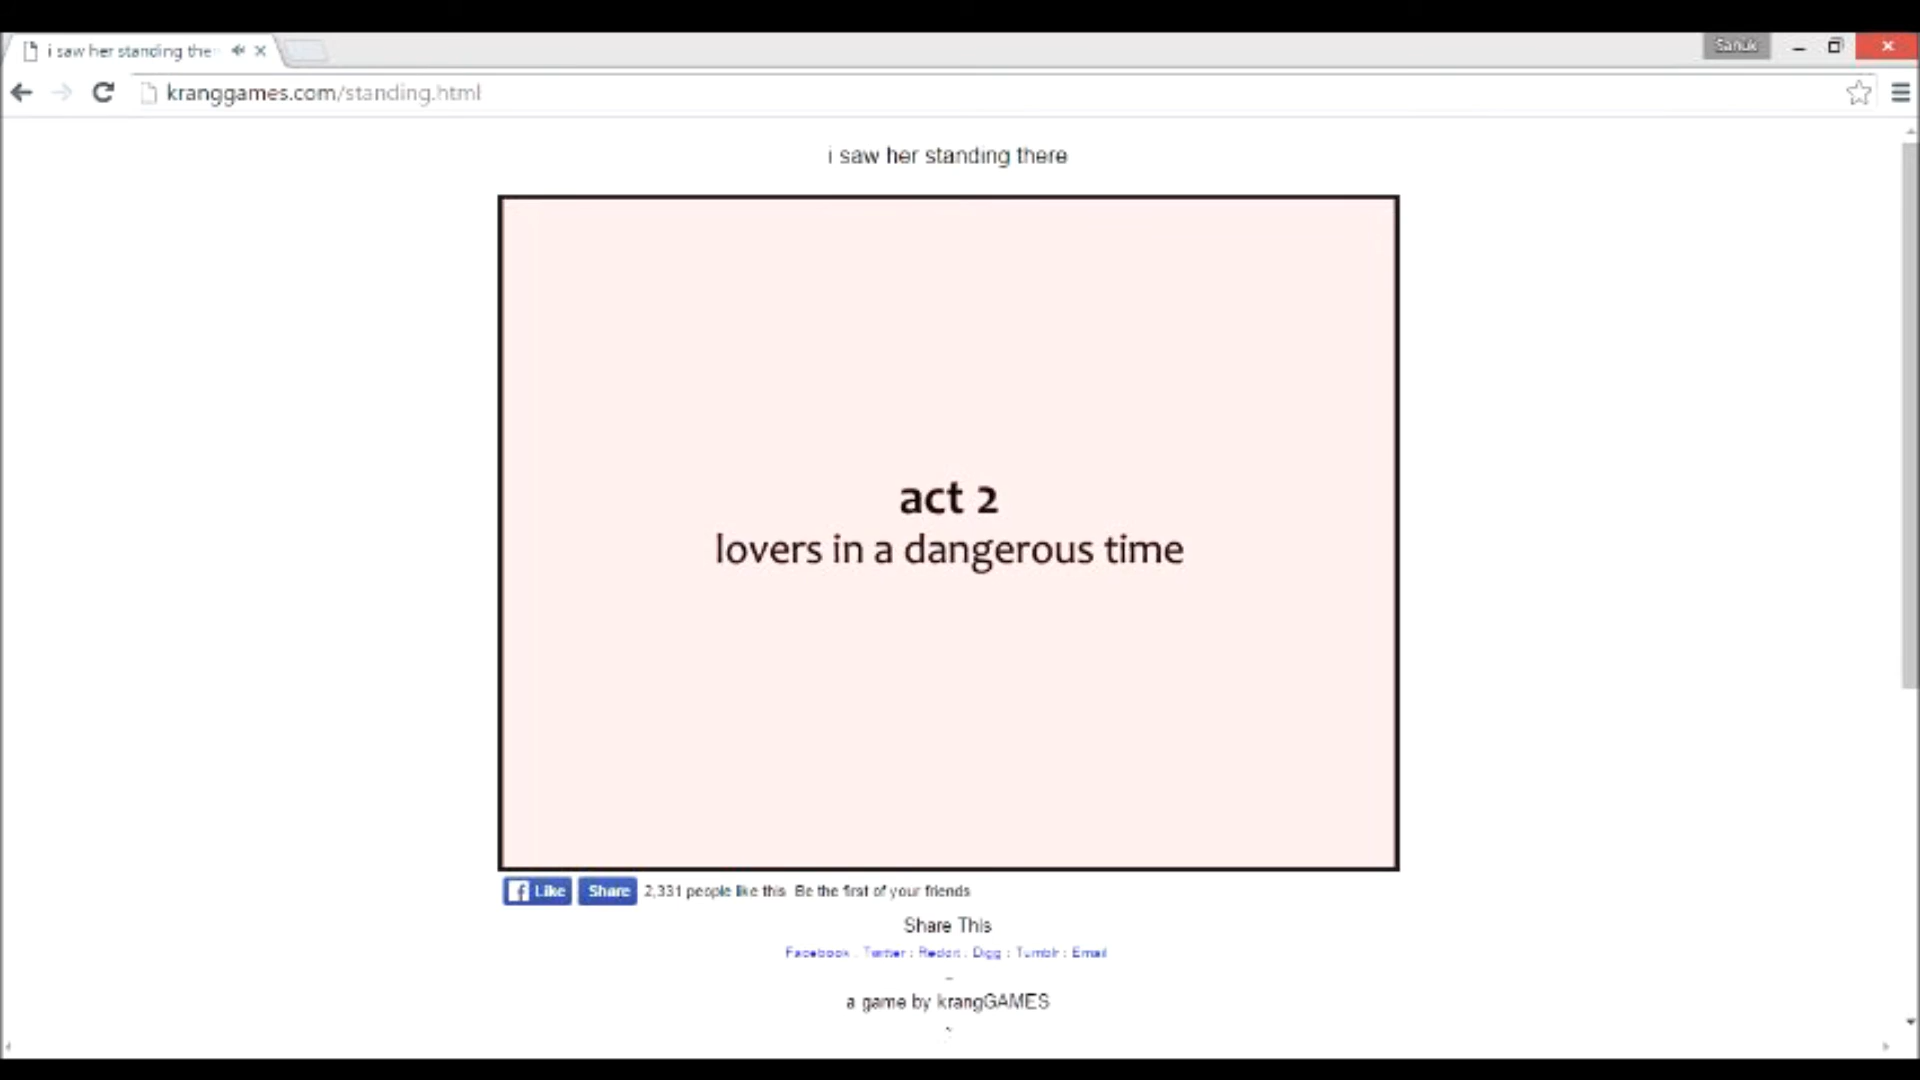 i saw her standing the
Sanuk
kranggames.com/standing.html
i saw her standing there
act 2
lovers in a dangerous time
Like Share 2,331 people like this. Be the first of your friends
Share This
Facebook : Twitter : Reddit : Digg : Tumblr : Email
a game by krangGAMES